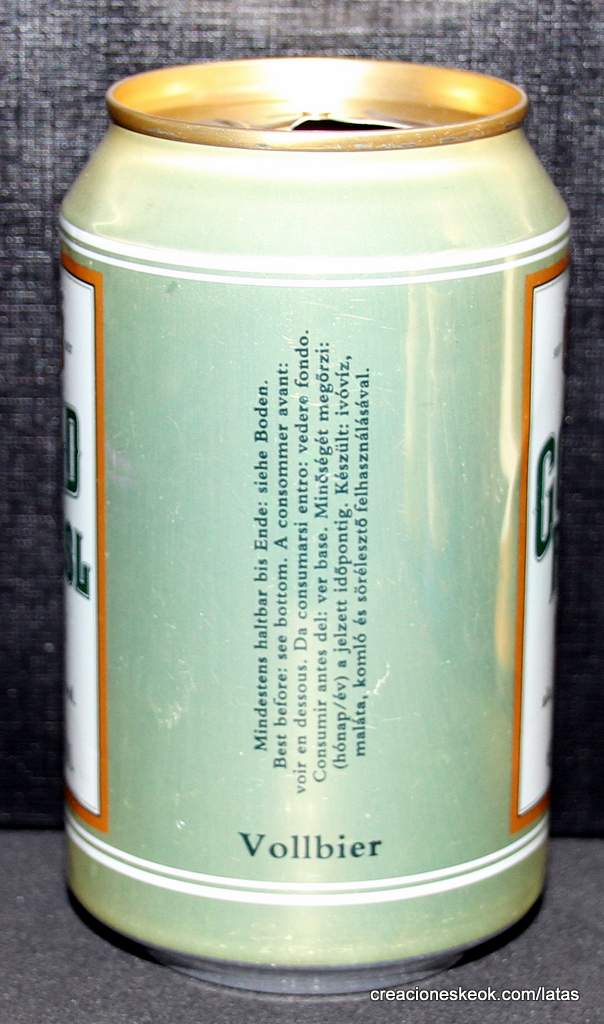 Mindestens haltbar bis Ende: siehe Boden.
Best before: see bottom. A consommer avant:
voir en dessous. Da consumarsi entro: vedere fondo.
Consumir antes del: ver base. Minőségét megőrzi:
(hónap/év) a jelzett időpontig. Készült: ivóvíz,
maláta, komló és sörélesztő felhasználásával.
Vollbier
creacioneskeok.com/latas